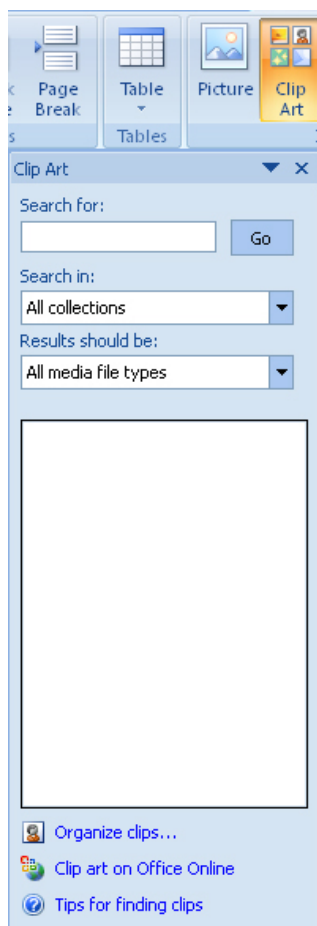 Page
Break
Table
Picture
Clip
Art
Tables
Clip Art
Search for:
Go
Search in:
All collections
Results should be:
All media file types
Organize clips...
Clip art on Office Online
Tips for finding clips